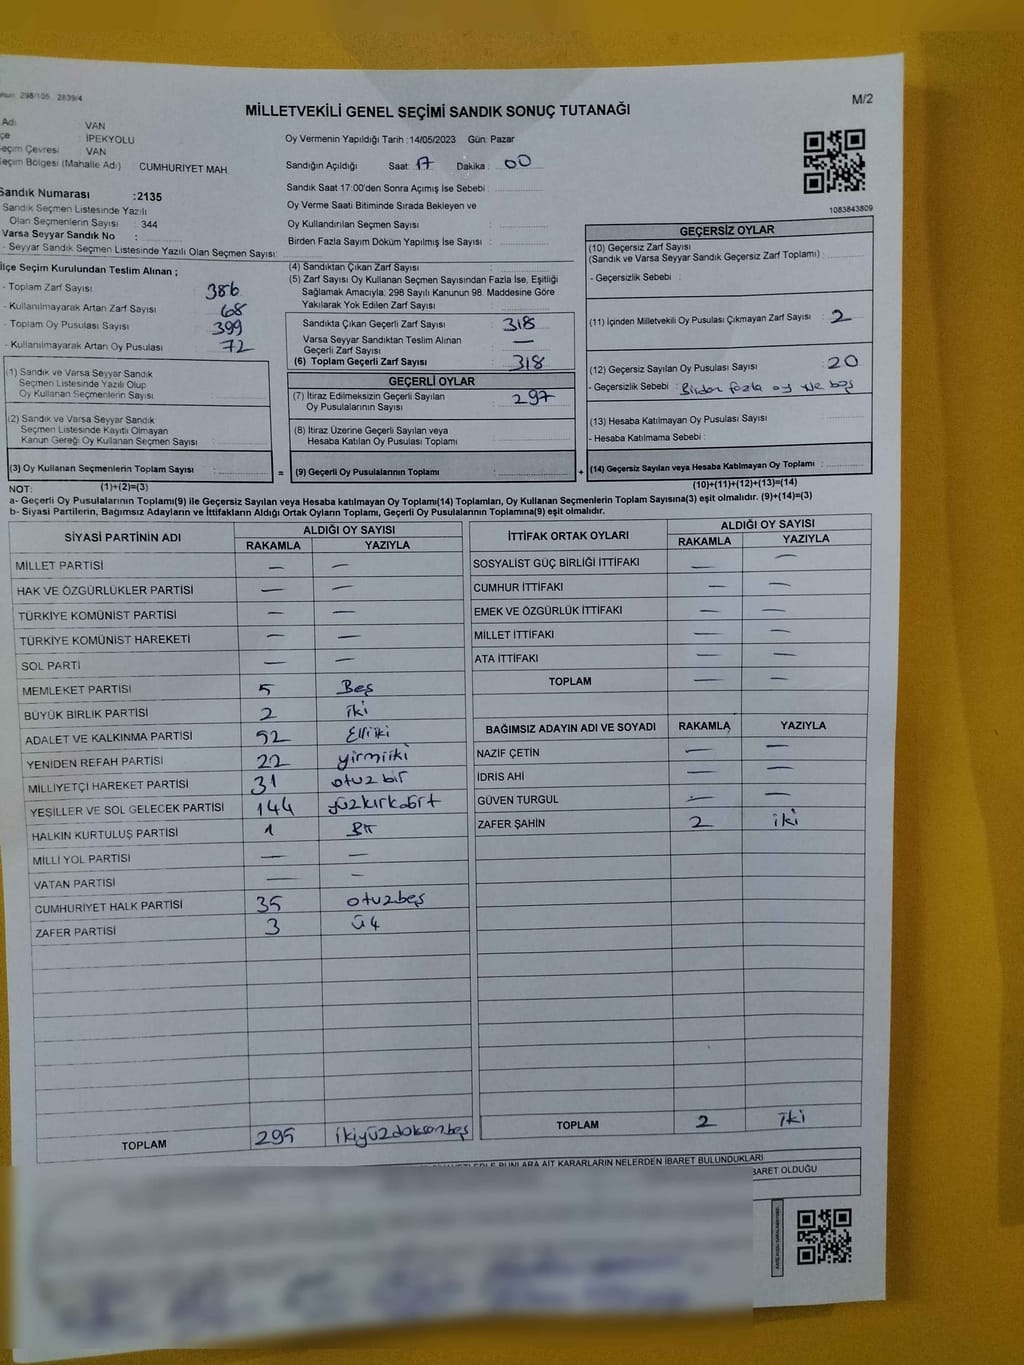 298/105 2839/4
M/2
MİLLETVEKİLİ GENEL SEÇİMİ SANDIK SONUÇ TUTANAĞI
Adı VAN
İPEKYOLU
Seçim Çevresi VAN
Seçim Bölgesi (Mahalle Adı) CUMHURİYET MAH
Sandık Numarası :2135
Sandık Seçmen Listesinde Yazılı
Olan Seçmenlerin Sayısı : 344
Varsa Seyyar Sandık No :
- Seyyar Sandık Seçmen Listesinde Yazılı Olan Seçmen Sayısı:
Oy Vermenin Yapıldığı Tarih :14/05/2023 Gün: Pazar
Sandığın Açıldığı Saat: 17 Dakika : 00
Sandık Saat 17:00'den Sonra Açımış İse Sebebi :
Oy Verme Saati Bitiminde Sırada Bekleyen ve
Oy Kullandırılan Seçmen Sayısı :
Birden Fazla Sayım Döküm Yapılmış İse Sayısı :
1083843809
İlçe Seçim Kurulundan Teslim Alınan ;
- Toplam Zarf Sayısı : 386
- Kullanılmayarak Artan Zarf Sayısı : 68
- Toplam Oy Pusulası Sayısı : 399
- Kullanılmayarak Artan Oy Pusulası : 72
(1) Sandık ve Varsa Seyyar Sandık
Seçmen Listesinde Yazılı Olup
Oy Kullanan Seçmenlerin Sayısı :
(2) Sandık ve Varsa Seyyar Sandık
Seçmen Listesinde Kayıtlı Olmayan
Kanun Gereği Oy Kullanan Seçmen Sayısı :
(3) Oy Kullanan Seçmenlerin Toplam Sayısı :
(4) Sandıktan Çıkan Zarf Sayısı :
(5) Zarf Sayısı Oy Kullanan Seçmen Sayısından Fazla İse, Eşitliği
Sağlamak Amacıyla; 298 Sayılı Kanunun 98. Maddesine Göre
Yakılarak Yok Edilen Zarf Sayısı :
Sandıkta Çıkan Geçerli Zarf Sayısı : 318
Varsa Seyyar Sandıktan Teslim Alınan
Geçerli Zarf Sayısı : —
(6) Toplam Geçerli Zarf Sayısı : 318
GEÇERLİ OYLAR
(7) İtiraz Edilmeksizin Geçerli Sayılan
Oy Pusulalarının Sayısı : 297
(8) İtiraz Üzerine Geçerli Sayılan veya
Hesaba Katılan Oy Pusulası Toplamı :
= (9) Geçerli Oy Pusulalarının Toplamı :
GEÇERSİZ OYLAR
(10) Geçersiz Zarf Sayısı
(Sandık ve Varsa Seyyar Sandık Geçersiz Zarf Toplamı) :
- Geçersizlik Sebebi :
(11) İçinden Milletvekili Oy Pusulası Çıkmayan Zarf Sayısı : 2
(12) Geçersiz Sayılan Oy Pusulası Sayısı : 20
- Geçersizlik Sebebi : Birden fazla oy ve boş
(13) Hesaba Katılmayan Oy Pusulası Sayısı :
- Hesaba Katılmama Sebebi :
+ (14) Geçersiz Sayılan veya Hesaba Katılmayan Oy Toplamı :
NOT: (1)+(2)=(3)
(10)+(11)+(12)+(13)=(14)
a- Geçerli Oy Pusulalarının Toplamı(9) ile Geçersiz Sayılan veya Hesaba katılmayan Oy Toplamı(14) Toplamları, Oy Kullanan Seçmenlerin Toplam Sayısına(3) eşit olmalıdır. (9)+(14)=(3)
b- Siyasi Partilerin, Bağımsız Adayların ve İttifakların Aldığı Ortak Oyların Toplamı, Geçerli Oy Pusulalarının Toplamına(9) eşit olmalıdır.
SİYASİ PARTİNİN ADI ALDIĞI OY SAYISI
RAKAMLA YAZIYLA
MİLLET PARTİSİ — —
HAK VE ÖZGÜRLÜKLER PARTİSİ — —
TÜRKİYE KOMÜNİST PARTİSİ — —
TÜRKİYE KOMÜNİST HAREKETİ — —
SOL PARTİ — —
MEMLEKET PARTİSİ 5 Beş
BÜYÜK BİRLİK PARTİSİ 2 iki
ADALET VE KALKINMA PARTİSİ 52 Elliiki
YENİDEN REFAH PARTİSİ 22 yirmiiki
MİLLİYETÇİ HAREKET PARTİSİ 31 otuz bir
YEŞİLLER VE SOL GELECEK PARTİSİ 144 yüzkırkdört
HALKIN KURTULUŞ PARTİSİ 1 Bir
MİLLİ YOL PARTİSİ — —
VATAN PARTİSİ — —
CUMHURİYET HALK PARTİSİ 35 otuzbeş
ZAFER PARTİSİ 3 Üç
TOPLAM 295 ikiyüzdoksanbeş
İTTİFAK ORTAK OYLARI ALDIĞI OY SAYISI
RAKAMLA YAZIYLA
SOSYALİST GÜÇ BİRLİĞİ İTTİFAKI — —
CUMHUR İTTİFAKI — —
EMEK VE ÖZGÜRLÜK İTTİFAKI — —
MİLLET İTTİFAKI — —
ATA İTTİFAKI — —
TOPLAM — —
BAĞIMSIZ ADAYIN ADI VE SOYADI RAKAMLA YAZIYLA
NAZİF ÇETİN — —
İDRİS AHİ — —
GÜVEN TURGUL — —
ZAFER ŞAHİN 2 iki
TOPLAM 2 iki
BUNLARA AİT KARARLARIN NELERDEN İBARET BULUNDUKLARI
İBARET OLDUĞU